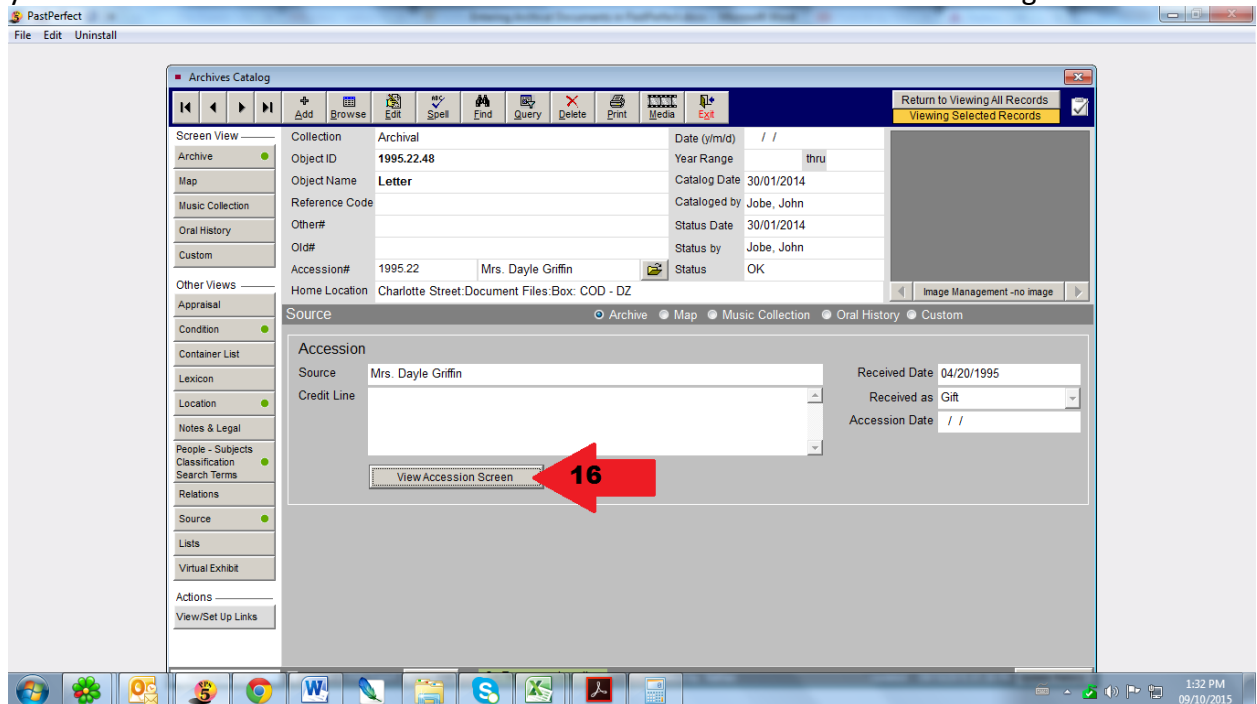 PastPerfect
File Edit Uninstall
Archives Catalog
Add Browse Edit Spell Find Query Delete Print Media Exit
Return to Viewing All Records
Viewing Selected Records
Screen View
Archive
Map
Music Collection
Oral History
Custom
Other Views
Appraisal
Condition
Container List
Lexicon
Location
Notes & Legal
People - Subjects
Classification
Search Terms
Relations
Source
Lists
Virtual Exhibit
Actions
View/Set Up Links
Collection Archival
Object ID 1995.22.48
Object Name Letter
Reference Code
Other#
Old#
Accession# 1995.22 Mrs. Dayle Griffin
Home Location Charlotte Street:Document Files:Box: COD - DZ
Date (y/m/d) / /
Year Range thru
Catalog Date 30/01/2014
Cataloged by Jobe, John
Status Date 30/01/2014
Status by Jobe, John
Status OK
Image Management -no image
Source Archive Map Music Collection Oral History Custom
Accession
Source Mrs. Dayle Griffin
Credit Line
Received Date 04/20/1995
Received as Gift
Accession Date / /
View Accession Screen
16
1:32 PM
09/10/2015